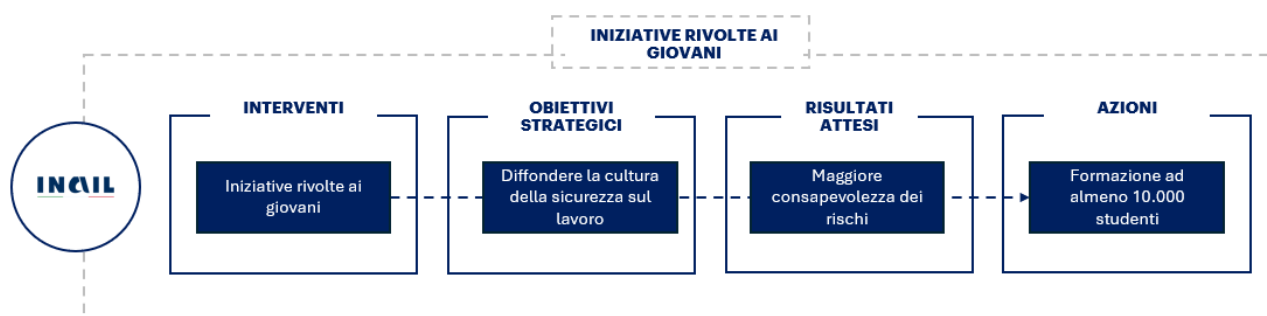 INIZIATIVE RIVOLTE AI
GIOVANI
INTERVENTI
OBIETTIVI
STRATEGICI
RISULTATI
ATTESI
AZIONI
INAIL
Iniziative rivolte ai
giovani
Diffondere la cultura
della sicurezza sul
lavoro
Maggiore
consapevolezza dei
rischi
Formazione ad
almeno 10.000
studenti